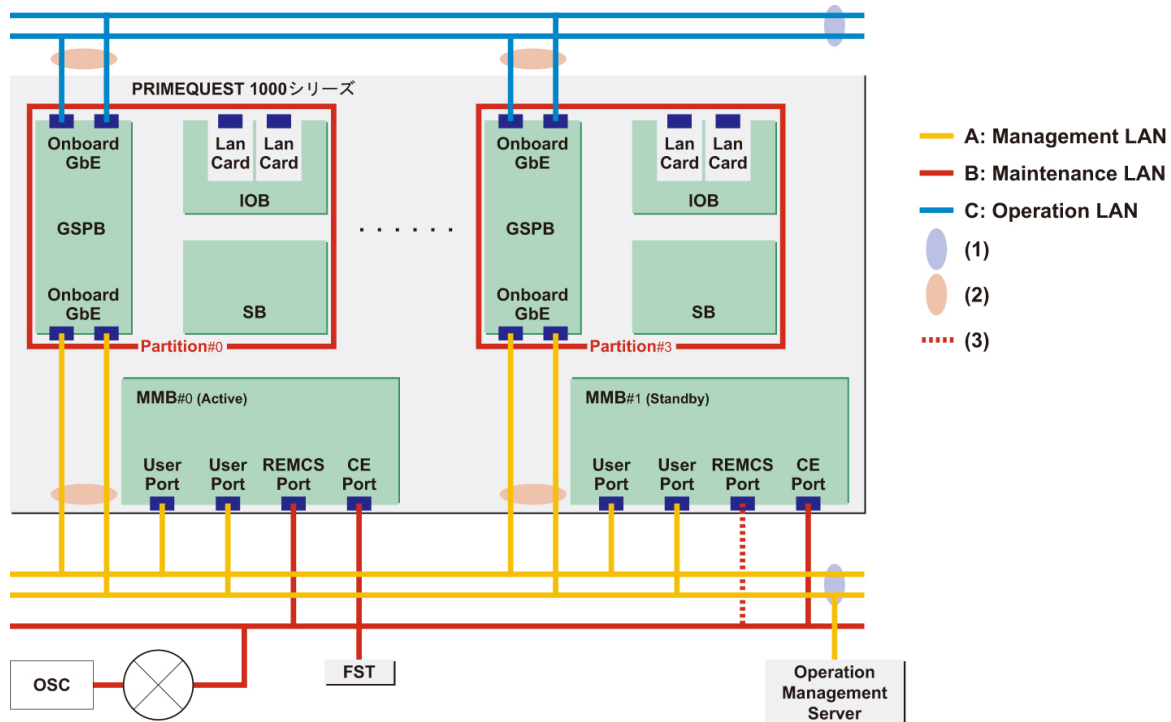 PRIMEQUEST 1000シリーズ
Onboard
GbE
GSPB
Onboard
GbE
Lan
Card
Lan
Card
IOB
SB
Partition#0
· · · · · ·
Onboard
GbE
GSPB
Onboard
GbE
Lan
Card
Lan
Card
IOB
SB
Partition#3
MMB#0 (Active)
User
Port
User
Port
REMCS
Port
CE
Port
MMB#1 (Standby)
User
Port
User
Port
REMCS
Port
CE
Port
OSC
FST
Operation
Management
Server
A: Management LAN
B: Maintenance LAN
C: Operation LAN
(1)
(2)
(3)